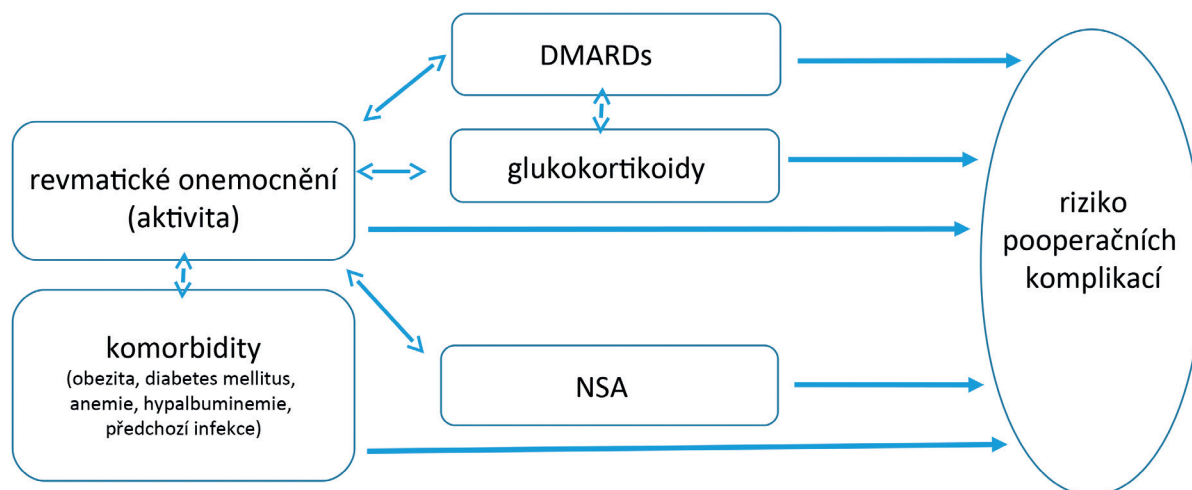 DMARDs
glukokortikoidy
revmatické onemocnění
(aktivita)
riziko
pooperačních
komplikací
komorbidity
(obezita, diabetes mellitus,
anemie, hypalbuminemie,
předchozí infekce)
NSA